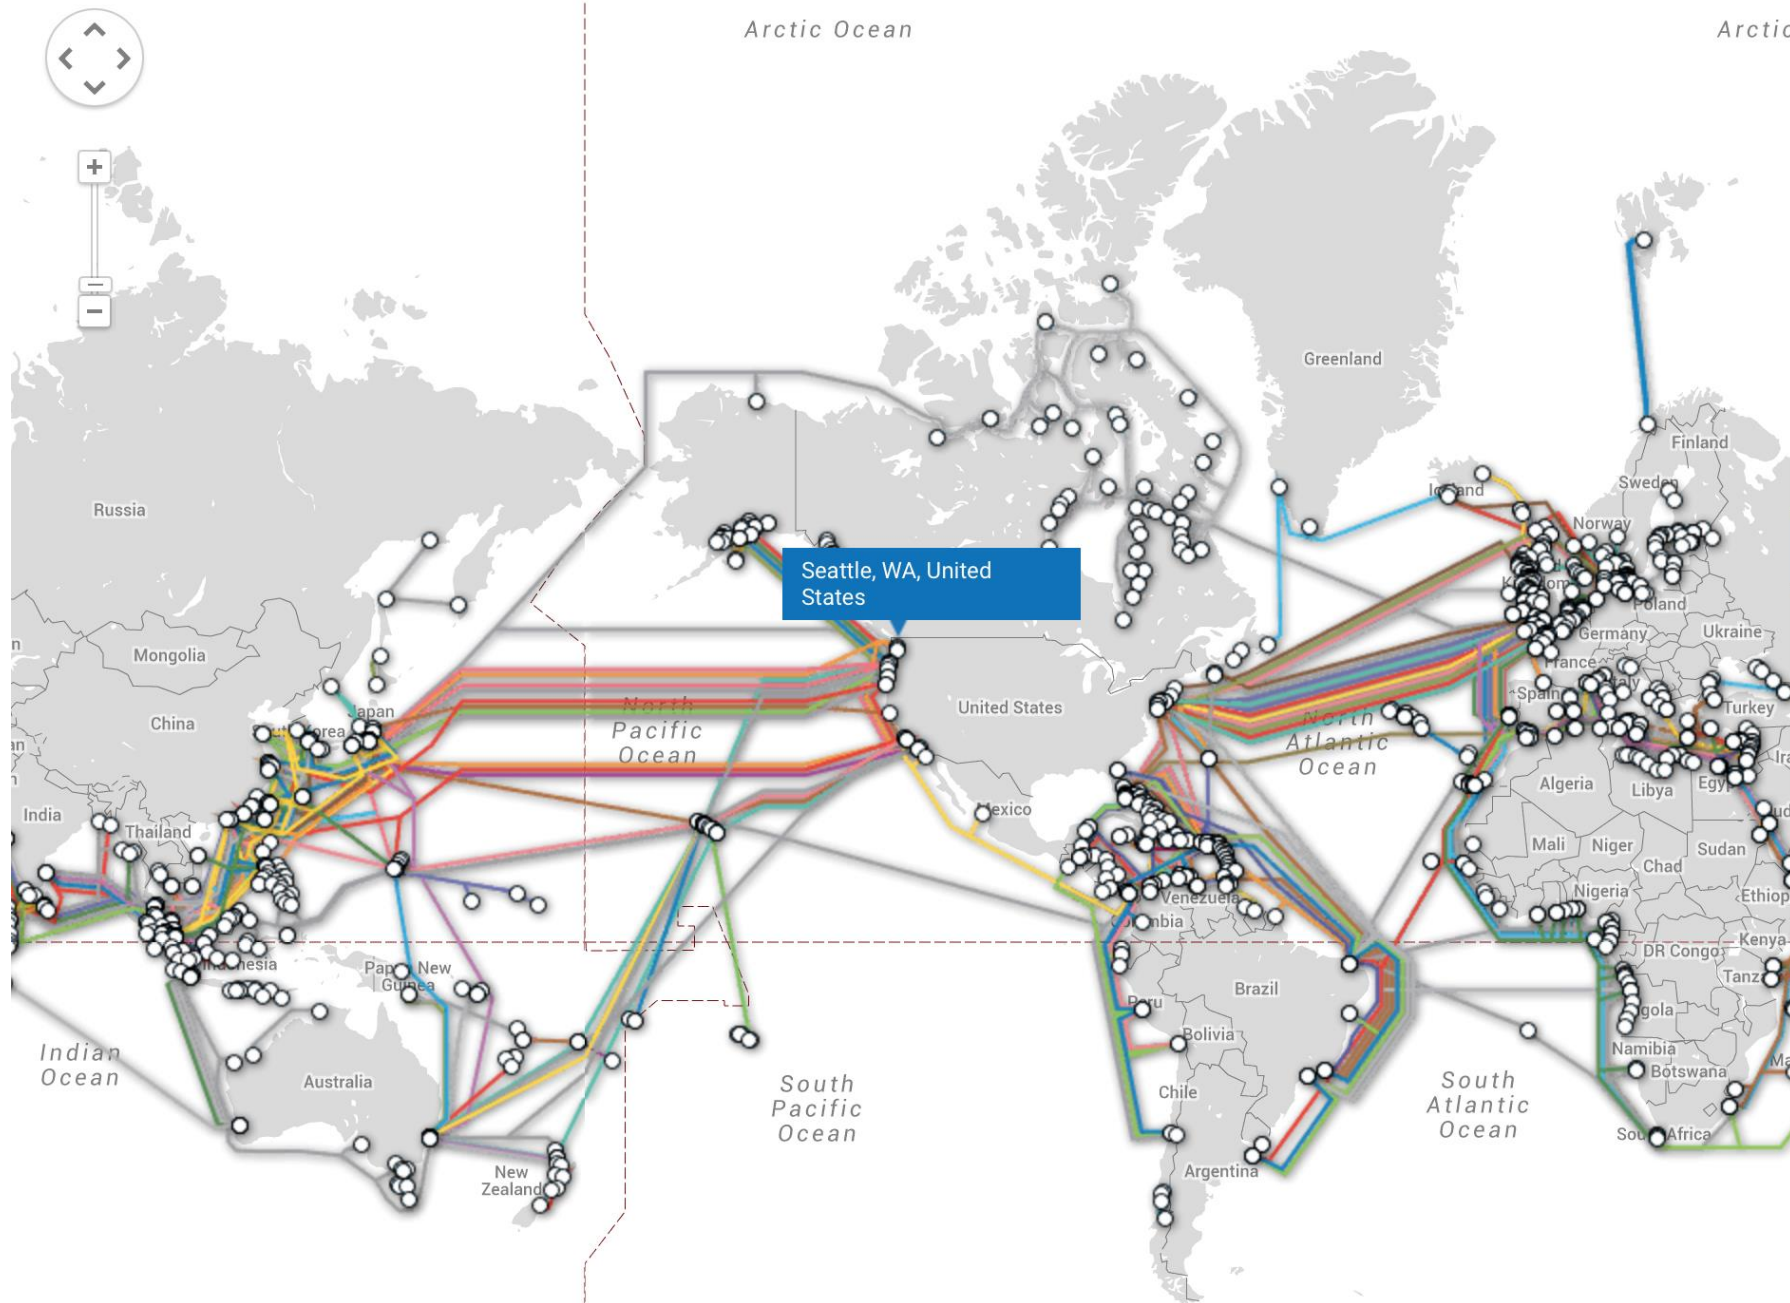 Arctic Ocean
Arctic
+
−
Greenland
Finland
Sweden
Norway
Russia
Seattle, WA, United
States
Poland
Germany
Ukraine
France
Mongolia
Spain
Turkey
United States
Japan
China
North
Pacific
Ocean
North
Atlantic
Ocean
Algeria
Libya
India
Thailand
Mexico
Mali
Niger
Chad
Sudan
Nigeria
Venezuela
DR Congo
Kenya
Papua New
Guinea
Brazil
Peru
Bolivia
Indian
Ocean
Australia
South
Pacific
Ocean
Chile
South
Atlantic
Ocean
Namibia
Botswana
South Africa
New
Zealand
Argentina